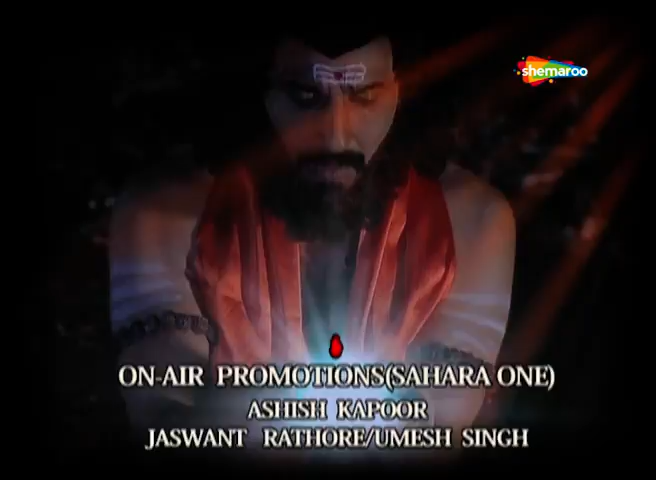 shemaroo
ON-AIR PROMOTIONS(SAHARA ONE)
ASHISH KAPOOR
JASWANT RATHORE/UMESH SINGH